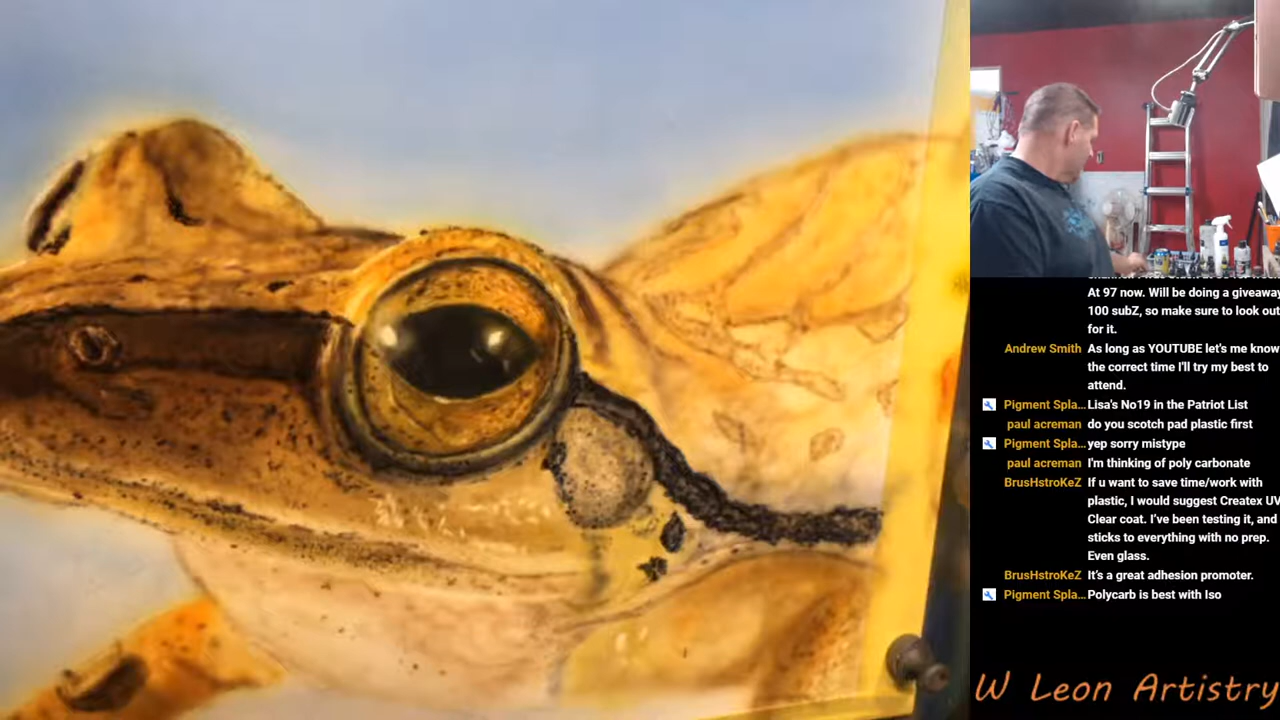 At 97 now. Will be doing a giveaway
100 subZ, so make sure to look out
for it.
Andrew Smith As long as YOUTUBE let's me know
the correct time I'll try my best to
attend.
Pigment Spla... Lisa's No19 in the Patriot List
paul acreman do you scotch pad plastic first
Pigment Spla... yep sorry mistype
paul acreman I'm thinking of poly carbonate
BrusHstroKeZ If u want to save time/work with
plastic, I would suggest Createx UV
Clear coat. I've been testing it, and
sticks to everything with no prep.
Even glass.
BrusHstroKeZ It's a great adhesion promoter.
Pigment Spla... Polycarb is best with Iso
W Leon Artistry